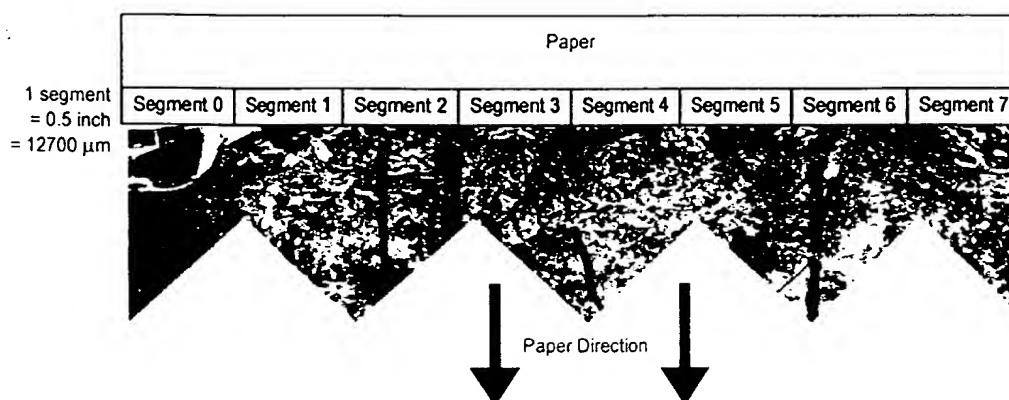 Paper
1 segment
= 0.5 inch
= 12700 μm
Segment 0 Segment 1 Segment 2 Segment 3 Segment 4 Segment 5 Segment 6 Segment 7
Paper Direction